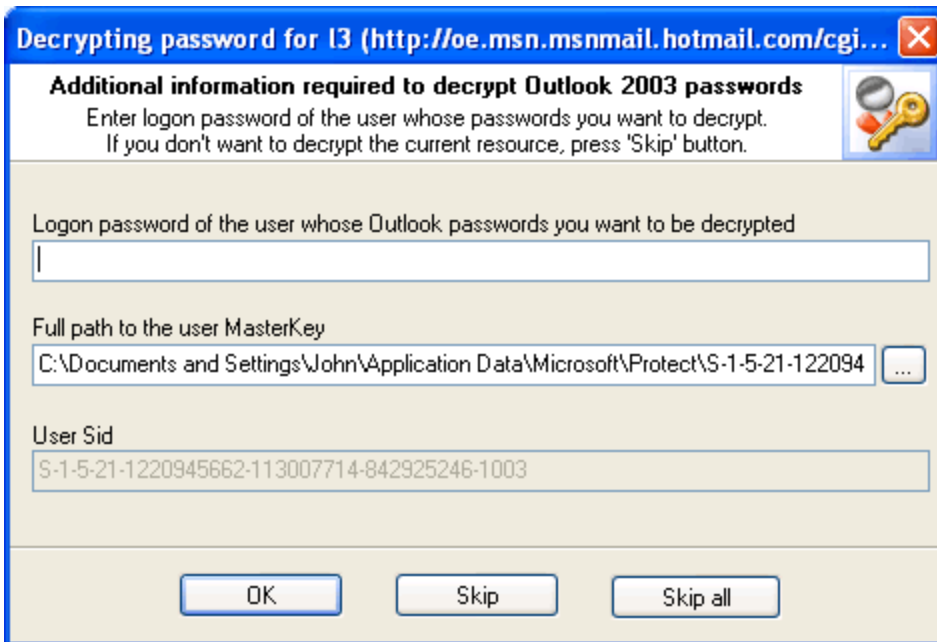 Decrypting password for l3 (http://oe.msn.msnmail.hotmail.com/cgi...
Additional information required to decrypt Outlook 2003 passwords
Enter logon password of the user whose passwords you want to decrypt.
If you don't want to decrypt the current resource, press 'Skip' button.
Logon password of the user whose Outlook passwords you want to be decrypted
Full path to the user MasterKey
C:\Documents and Settings\John\Application Data\Microsoft\Protect\S-1-5-21-122094
...
User Sid
S-1-5-21-1220945662-113007714-842925246-1003
OK Skip Skip all